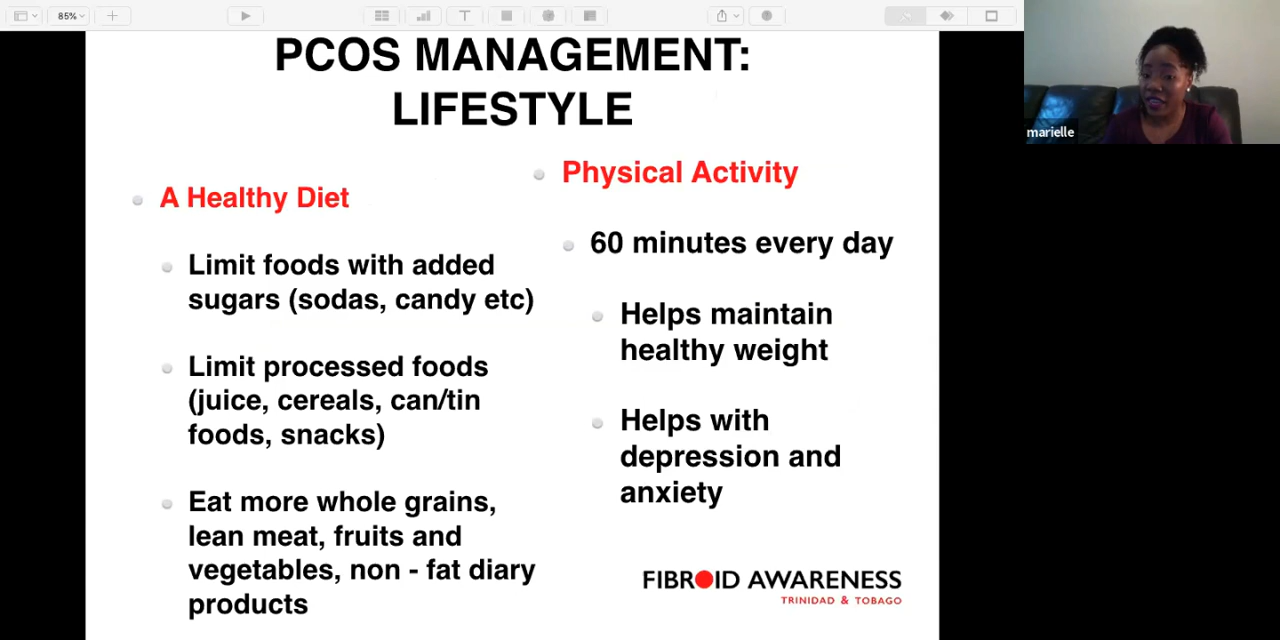 85%
PCOS MANAGEMENT:
LIFESTYLE
A Healthy Diet
Limit foods with added
sugars (sodas, candy etc)
Limit processed foods
(juice, cereals, can/tin
foods, snacks)
Eat more whole grains,
lean meat, fruits and
vegetables, non - fat diary
products
Physical Activity
60 minutes every day
Helps maintain
healthy weight
Helps with
depression and
anxiety
FIBROID AWARENESS
TRINIDAD & TOBAGO
marielle